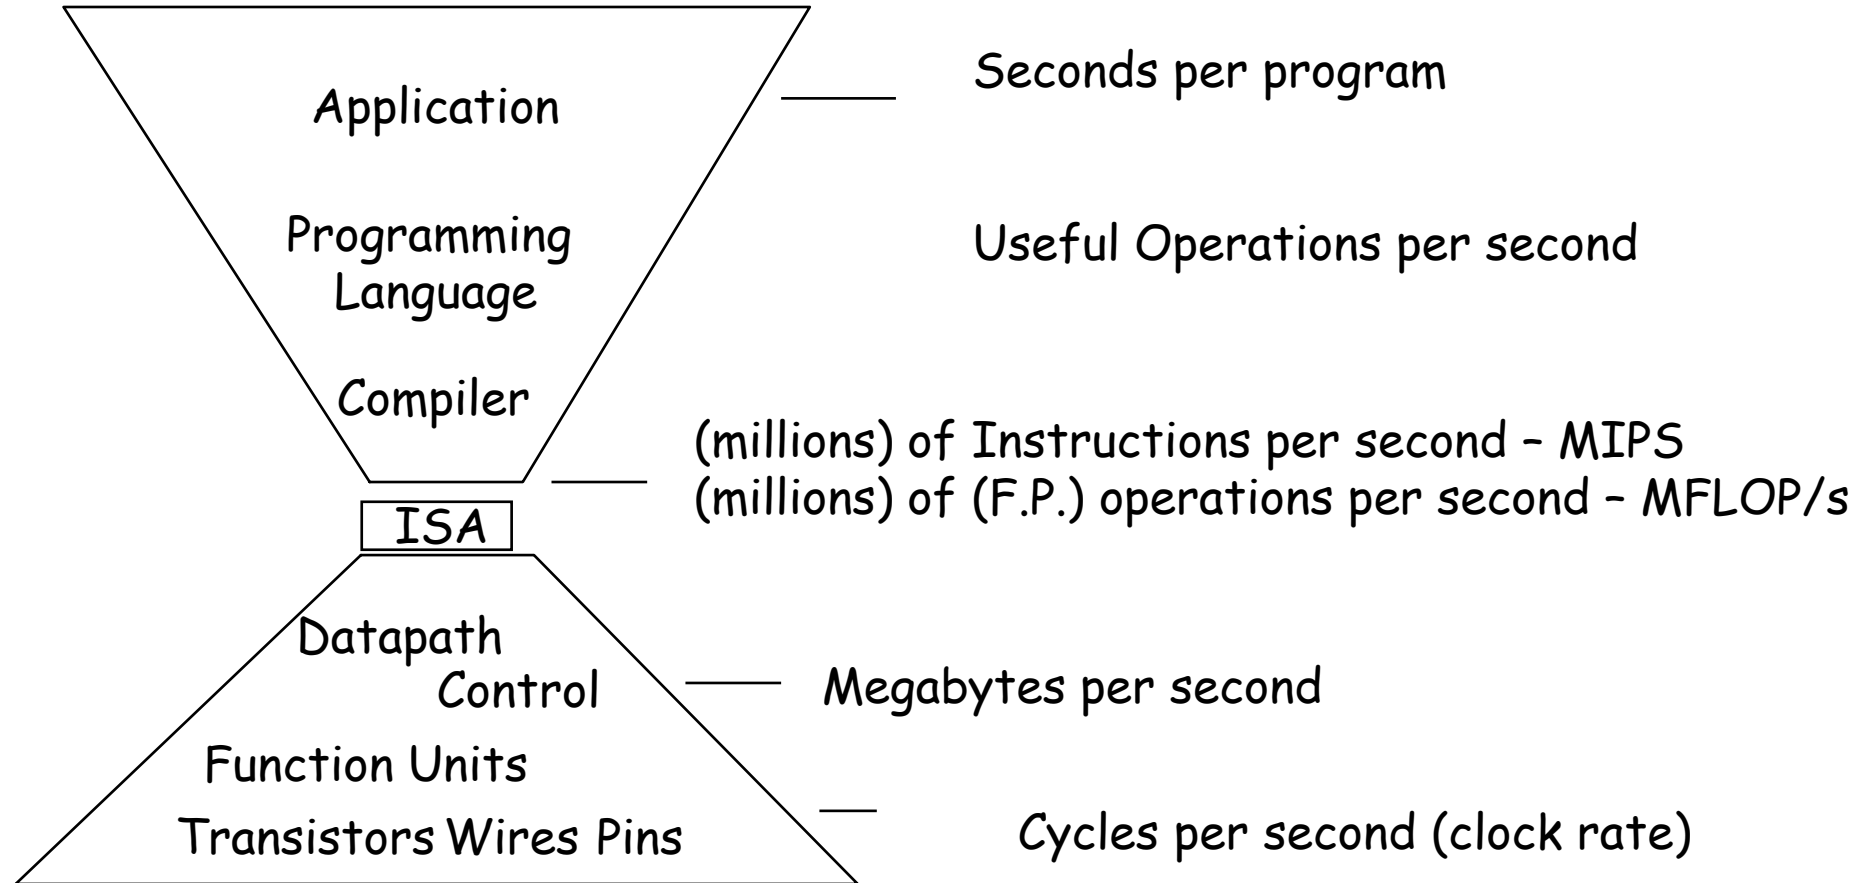 Application
Seconds per program
Programming
Language
Useful Operations per second
Compiler
(millions) of Instructions per second – MIPS
(millions) of (F.P.) operations per second – MFLOP/s
ISA
Datapath
Control
Megabytes per second
Function Units
Transistors Wires Pins
Cycles per second (clock rate)